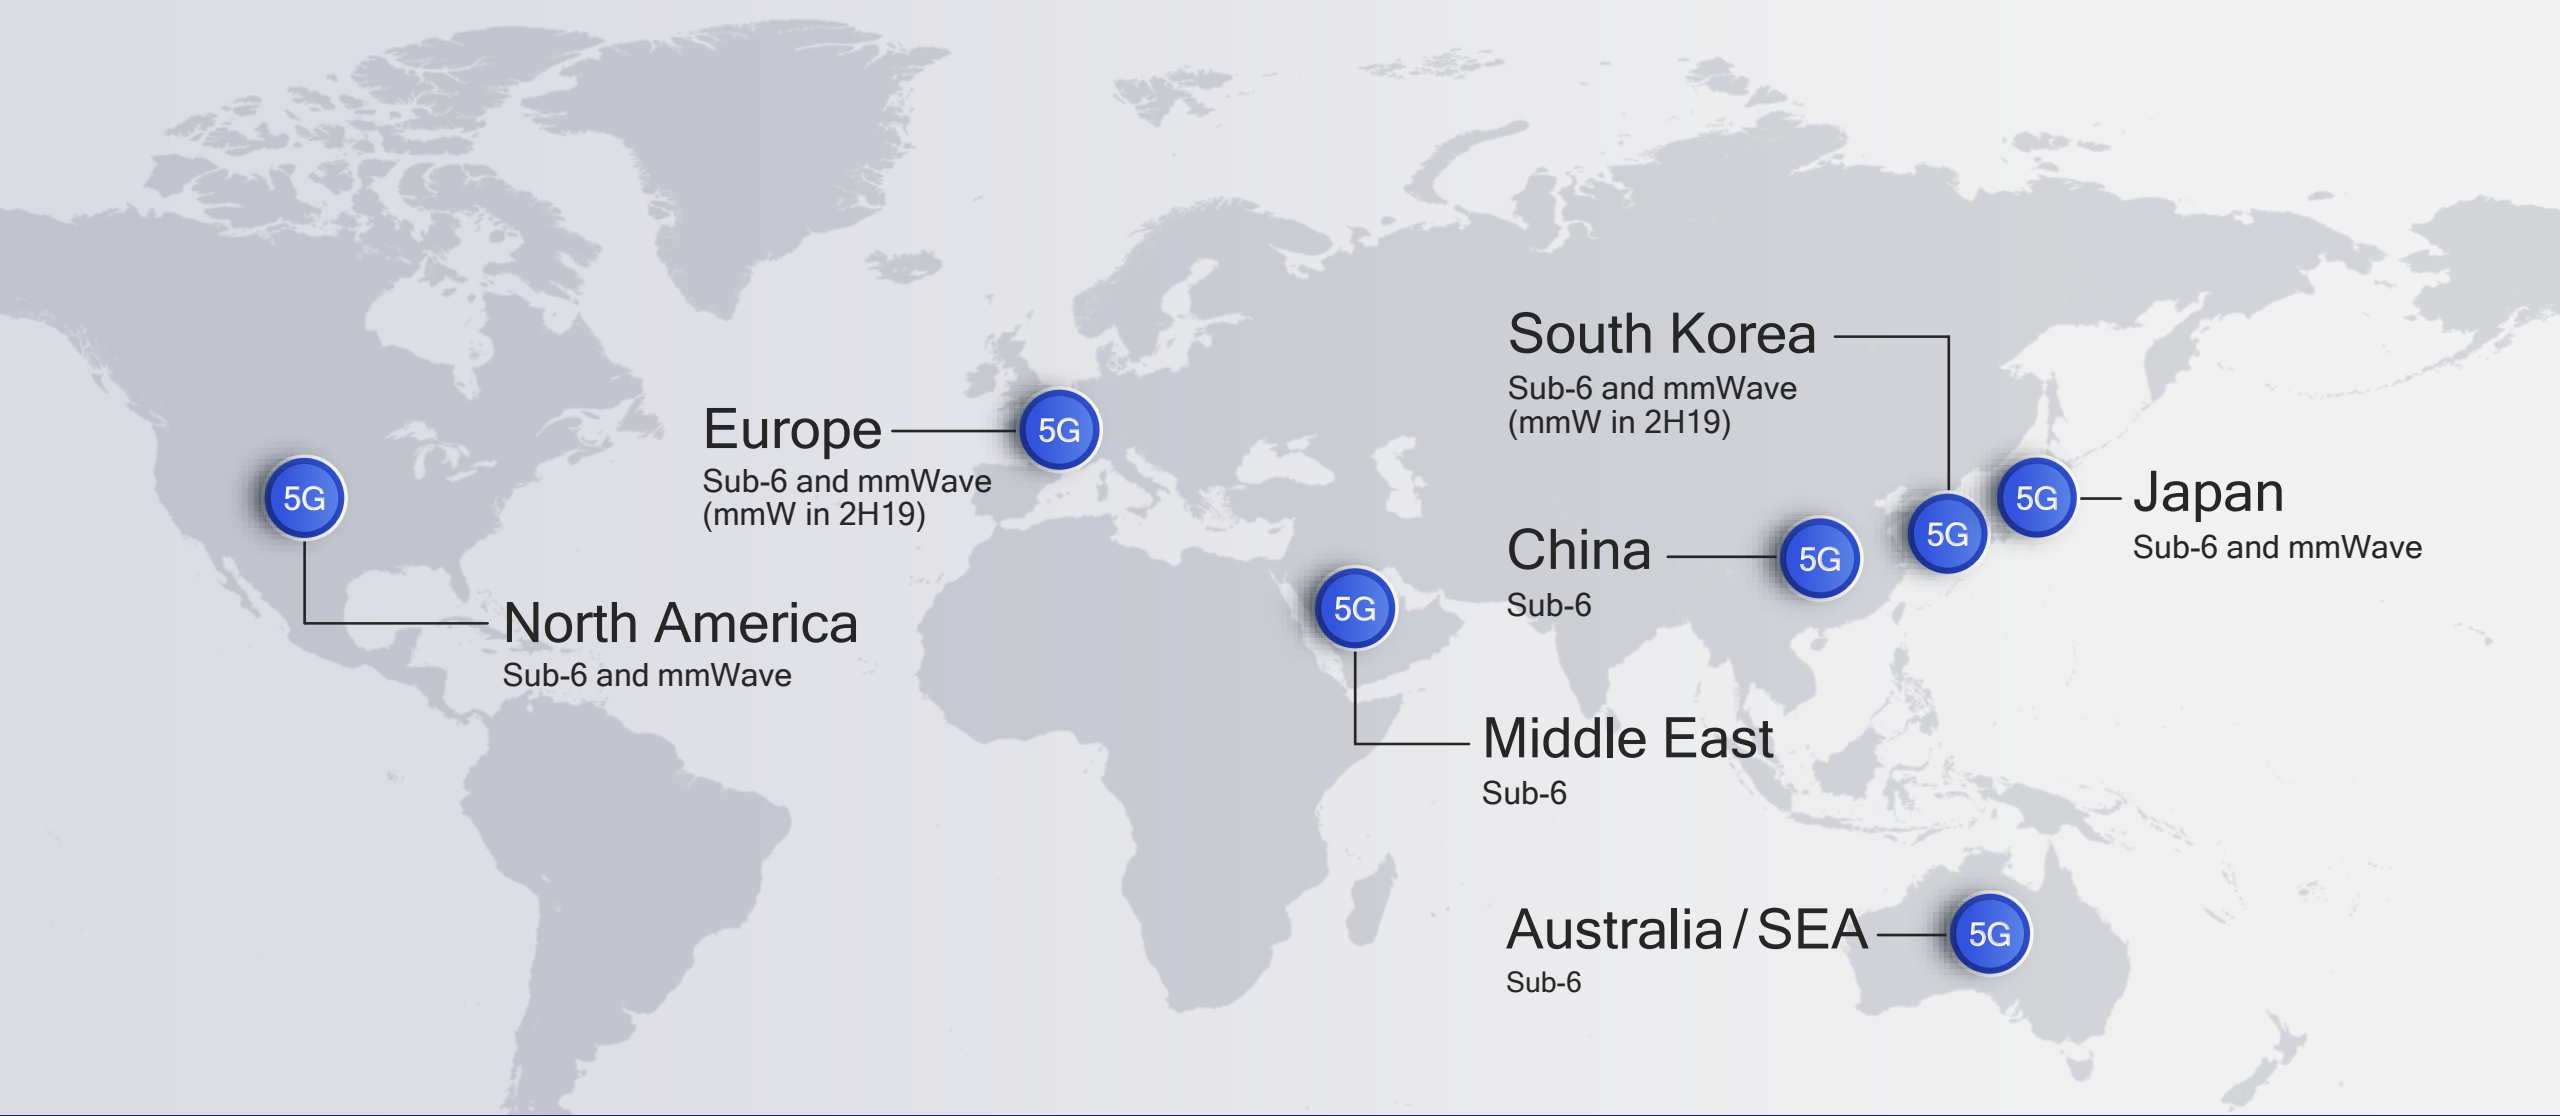 5G
North America
Sub-6 and mmWave
Europe
5G
Sub-6 and mmWave
(mmW in 2H19)
5G
Middle East
Sub-6
South Korea
Sub-6 and mmWave
(mmW in 2H19)
5G
China
5G
Sub-6
5G
Japan
Sub-6 and mmWave
Australia / SEA
5G
Sub-6